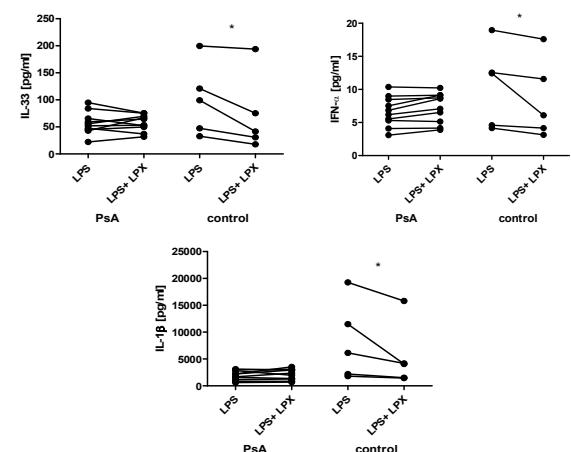 250
200
150
100
50
0
IL-33 [pg/ml]
*
LPS
LPS+ LPX
LPS
LPS+ LPX
PsA
control
20
15
10
5
0
IFN-α [pg/ml]
*
LPS
LPS+ LPX
LPS
LPS+ LPX
PsA
control
25000
20000
15000
10000
5000
0
IL-1β [pg/ml]
*
LPS
LPS+ LPX
LPS
LPS+ LPX
PsA
control